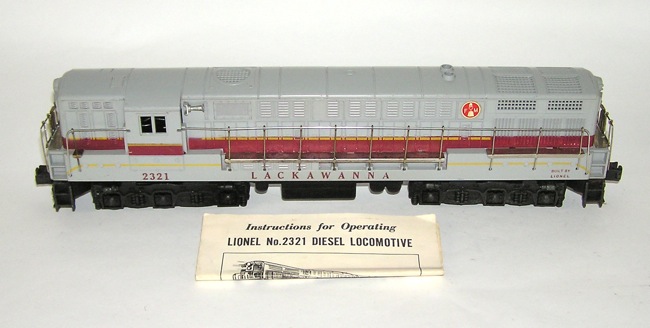 F M
BUILT BY
LIONEL
2321 LACKAWANNA
Instructions for Operating
LIONEL No.2321 DIESEL LOCOMOTIVE